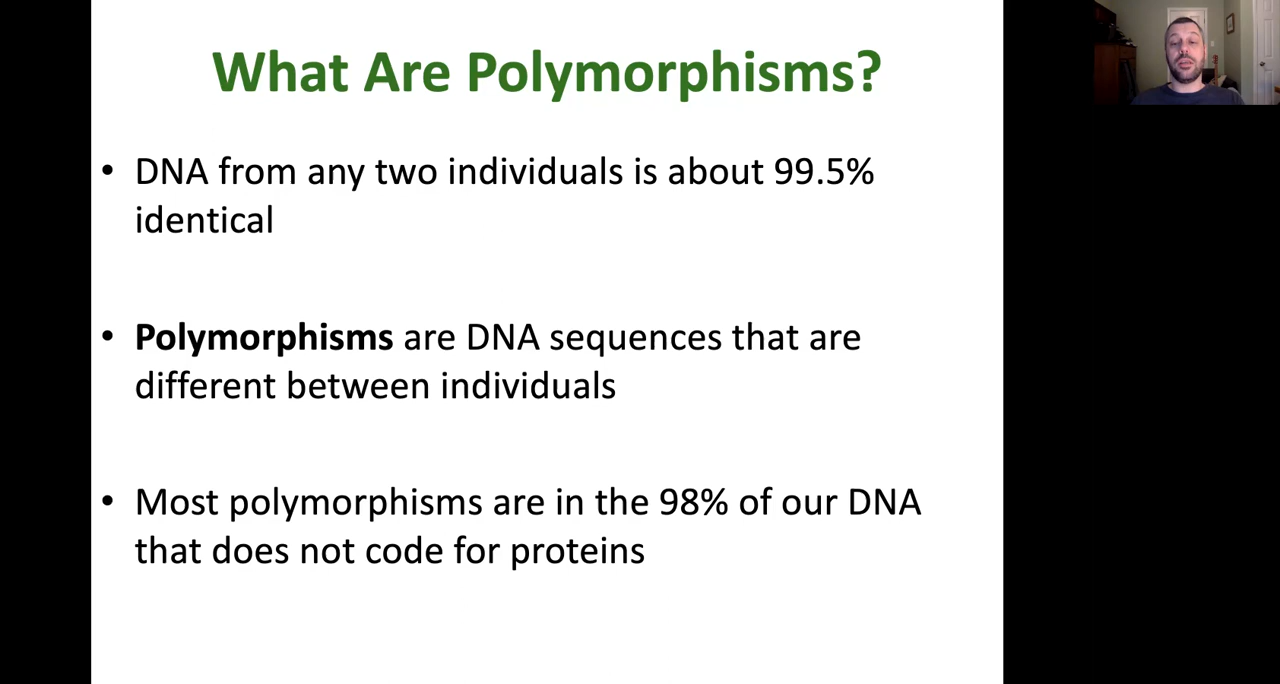 What Are Polymorphisms?
• DNA from any two individuals is about 99.5%
identical
• Polymorphisms are DNA sequences that are
different between individuals
• Most polymorphisms are in the 98% of our DNA
that does not code for proteins